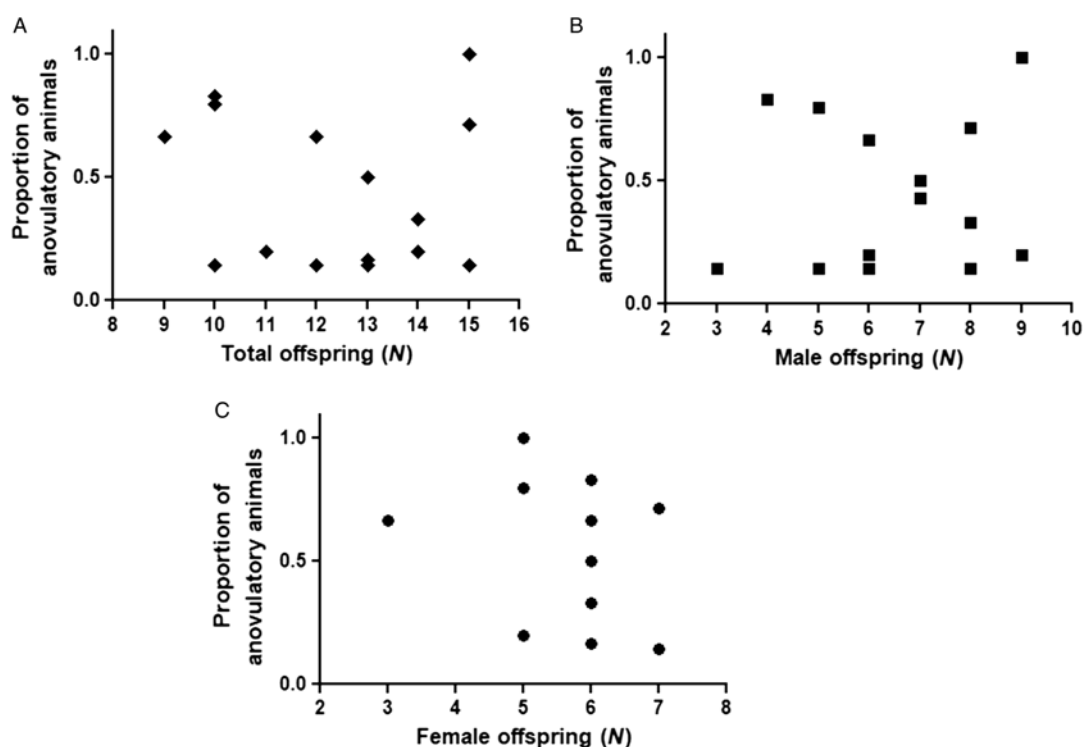 A
Proportion of
anovulatory animals
1.0
0.5
0.0
8 9 10 11 12 13 14 15 16
Total offspring (N)
B
Proportion of
anovulatory animals
1.0
0.5
0.0
2 3 4 5 6 7 8 9 10
Male offspring (N)
C
Proportion of
anovulatory animals
1.0
0.5
0.0
2 3 4 5 6 7 8
Female offspring (N)